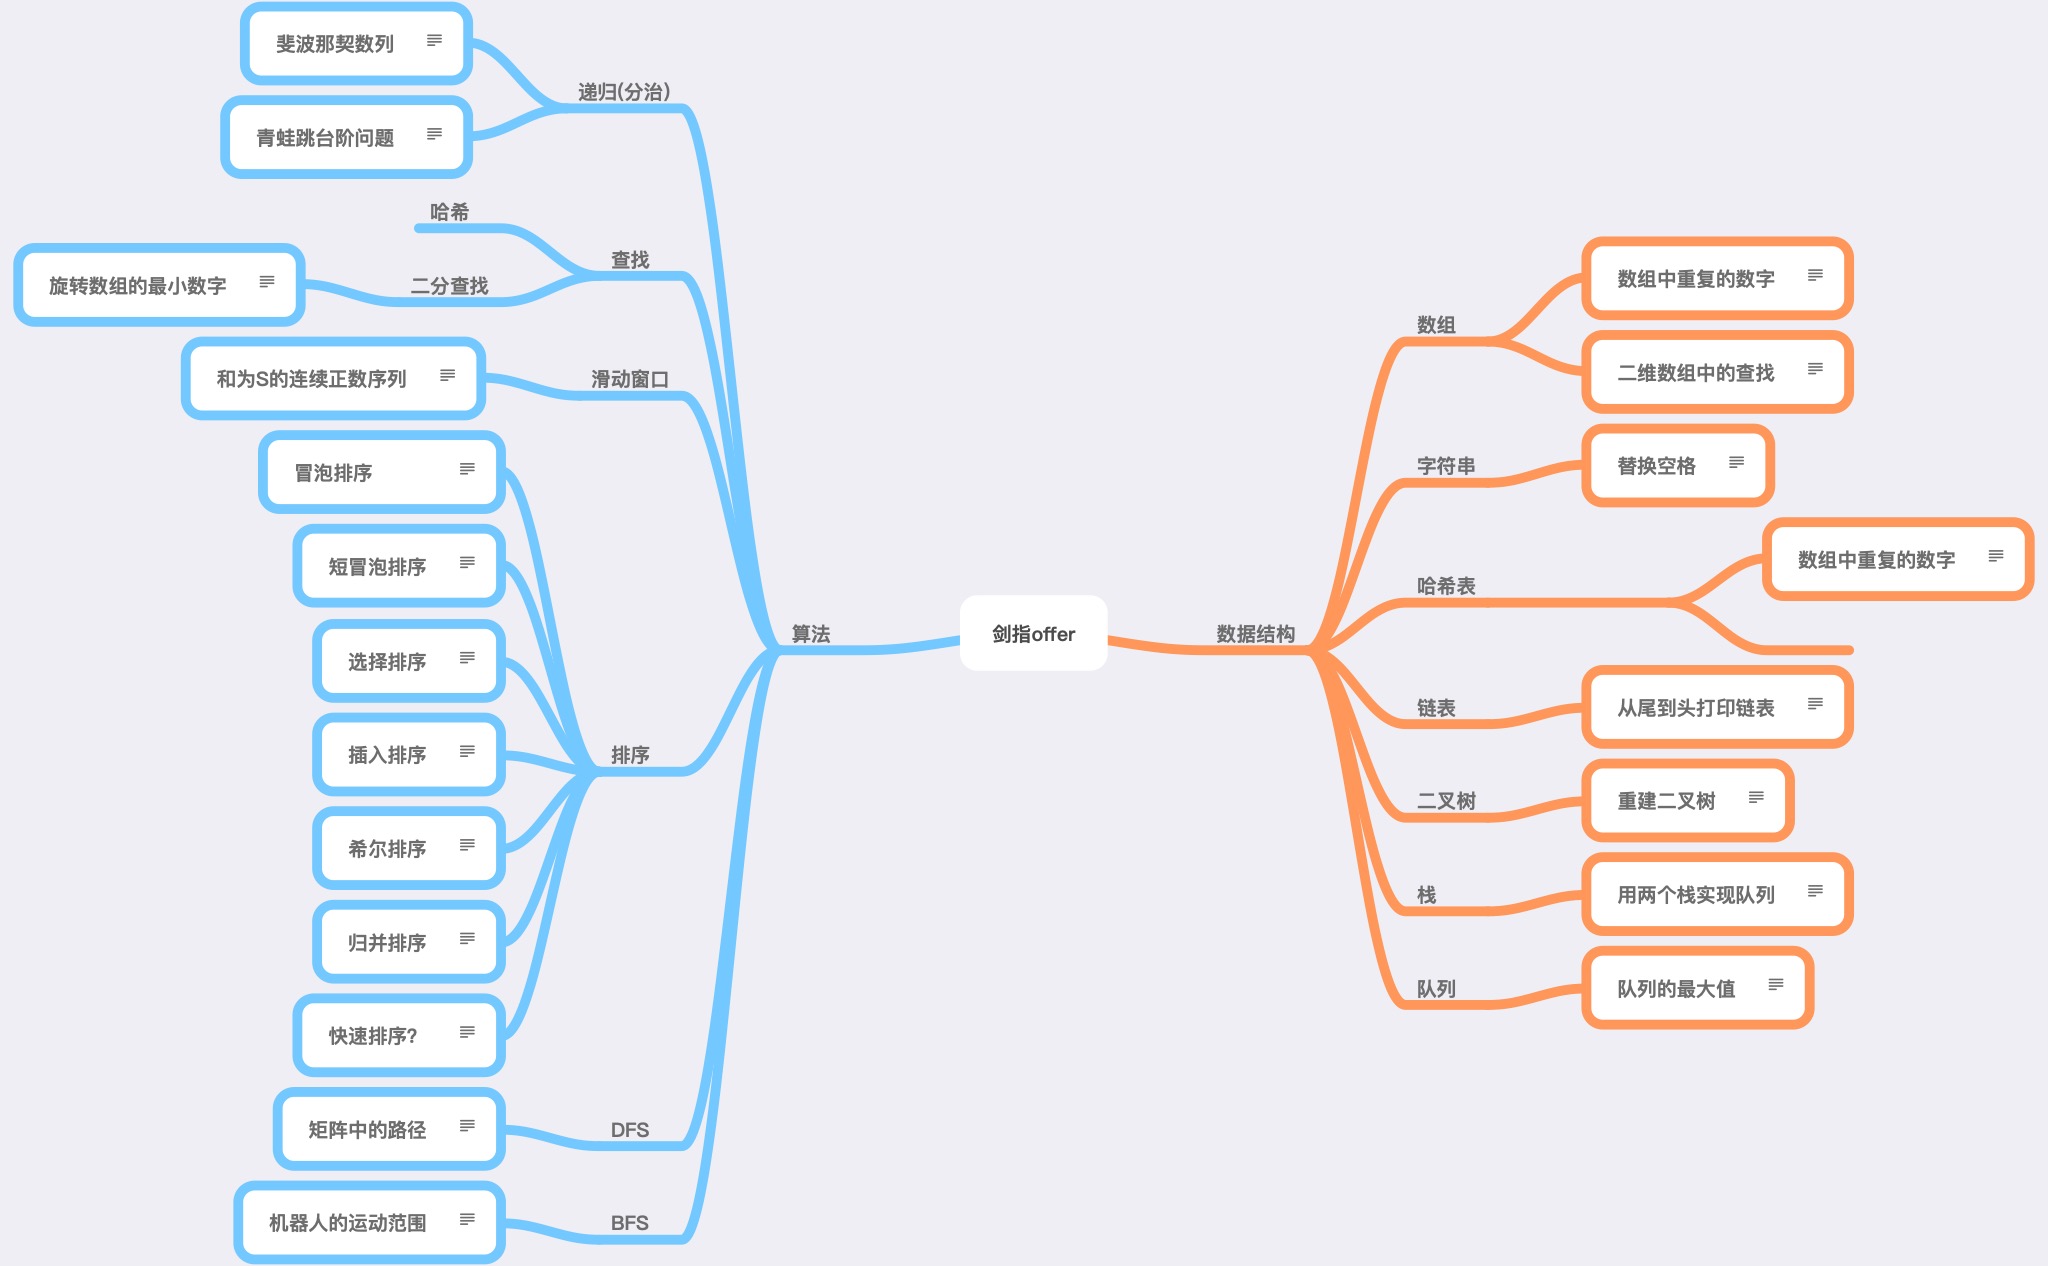 剑指offer
算法
递归(分治)
斐波那契数列
青蛙跳台阶问题
查找
哈希
二分查找
旋转数组的最小数字
滑动窗口
和为S的连续正数序列
排序
冒泡排序
短冒泡排序
选择排序
插入排序
希尔排序
归并排序
快速排序?
DFS
矩阵中的路径
BFS
机器人的运动范围
数据结构
数组
数组中重复的数字
二维数组中的查找
字符串
替换空格
哈希表
数组中重复的数字
链表
从尾到头打印链表
二叉树
重建二叉树
栈
用两个栈实现队列
队列
队列的最大值